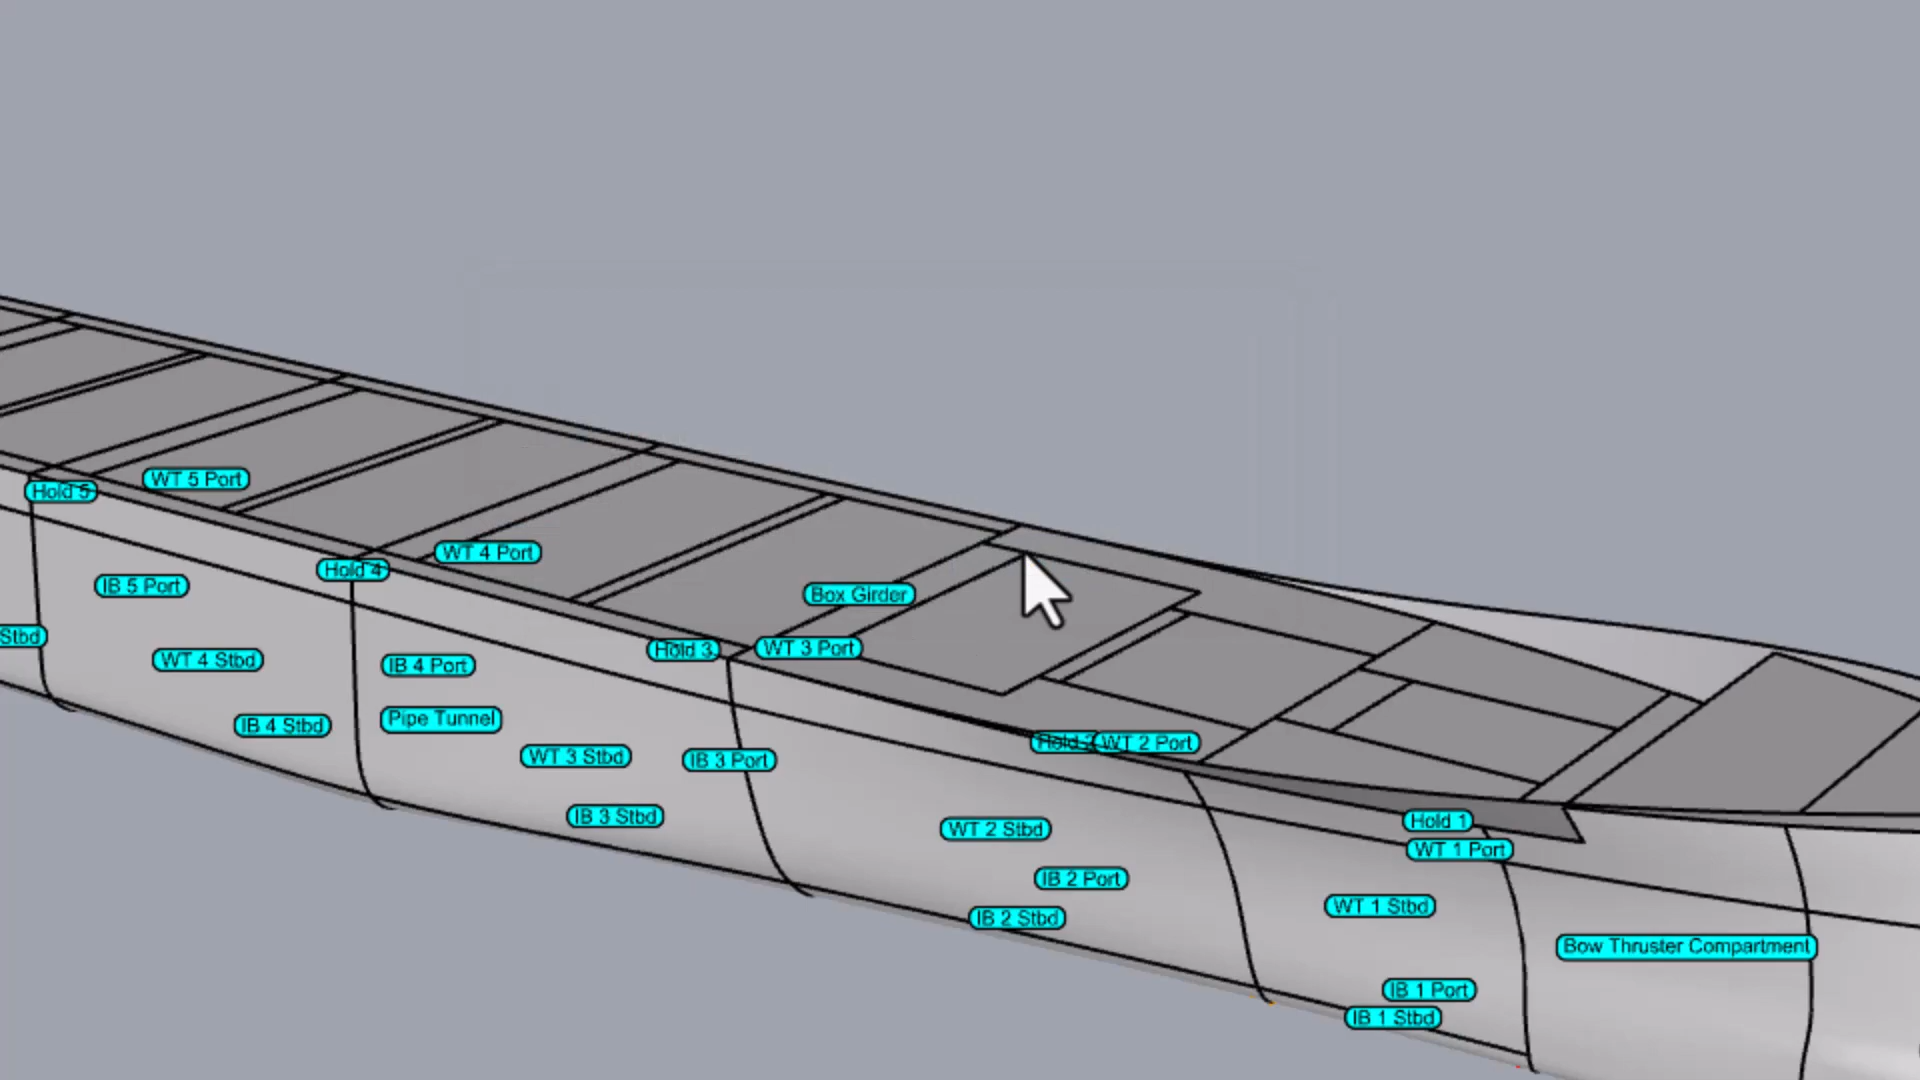 WT 5 Port
Hold 5
WT 4 Port
Hold 4
IB 5 Port
Box Girder
Stbd
WT 3 Port
Hold 3
WT 4 Stbd
IB 4 Port
Pipe Tunnel
IB 4 Stbd
Hold 2
WT 2 Port
WT 3 Stbd
IB 3 Port
IB 3 Stbd
Hold 1
WT 2 Stbd
WT 1 Port
IB 2 Port
WT 1 Stbd
IB 2 Stbd
Bow Thruster Compartment
IB 1 Port
IB 1 Stbd